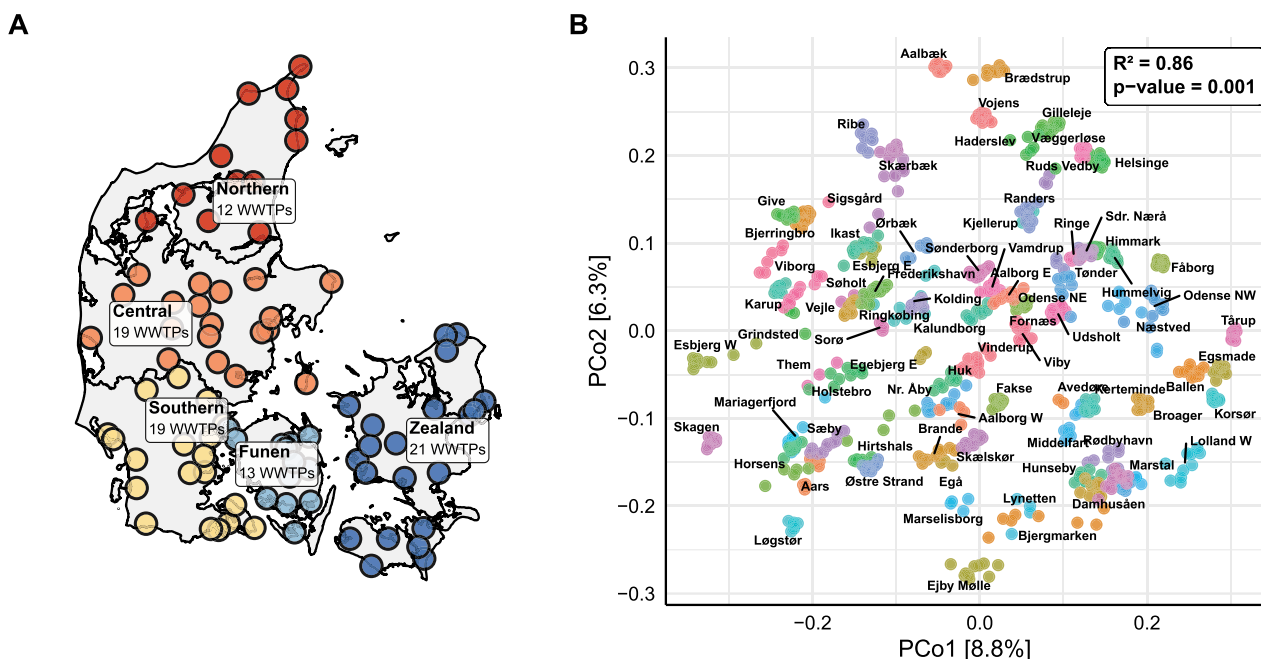 A
Northern
12 WWTPs
Central
19 WWTPs
Southern
19 WWTPs
Funen
13 WWTPs
Zealand
21 WWTPs
B
R² = 0.86
p−value = 0.001
PCo2 [6.3%]
0.3
0.2
0.1
0.0
−0.1
−0.2
−0.3
−0.2
0.0
0.2
PCo1 [8.8%]
Aalbæk
Brædstrup
Vojens
Gilleleje
Ribe
Haderslev
Væggerløse
Skærbæk
Ruds Vedby
Helsinge
Give
Sigsgård
Randers
Bjerringbro
Ikast
Ørbæk
Kjellerup
Ringe
Sdr. Nærå
Sønderborg
Vamdrup
Himmark
Viborg
Esbjerg E
Frederikshavn
Aalborg E
Tønder
Fåborg
Søholt
Karup
Vejle
Kolding
Odense NE
Hummelvig
Odense NW
Ringkøbing
Grindsted
Sorø
Kalundborg
Fornæs
Udsholt
Næstved
Tårup
Esbjerg W
Vinderup
Viby
Them
Egebjerg E
Huk
Egsmade
Holstebro
Nr. Åby
Fakse
Avedøre
Kerteminde
Ballen
Mariagerfjord
Aalborg W
Broager
Korsør
Skagen
Sæby
Brande
Middelfart
Rødbyhavn
Lolland W
Hirtshals
Skælskør
Horsens
Hunseby
Marstal
Aars
Østre Strand
Egå
Damhusåen
Lynetten
Marselisborg
Løgstør
Bjergmarken
Ejby Mølle